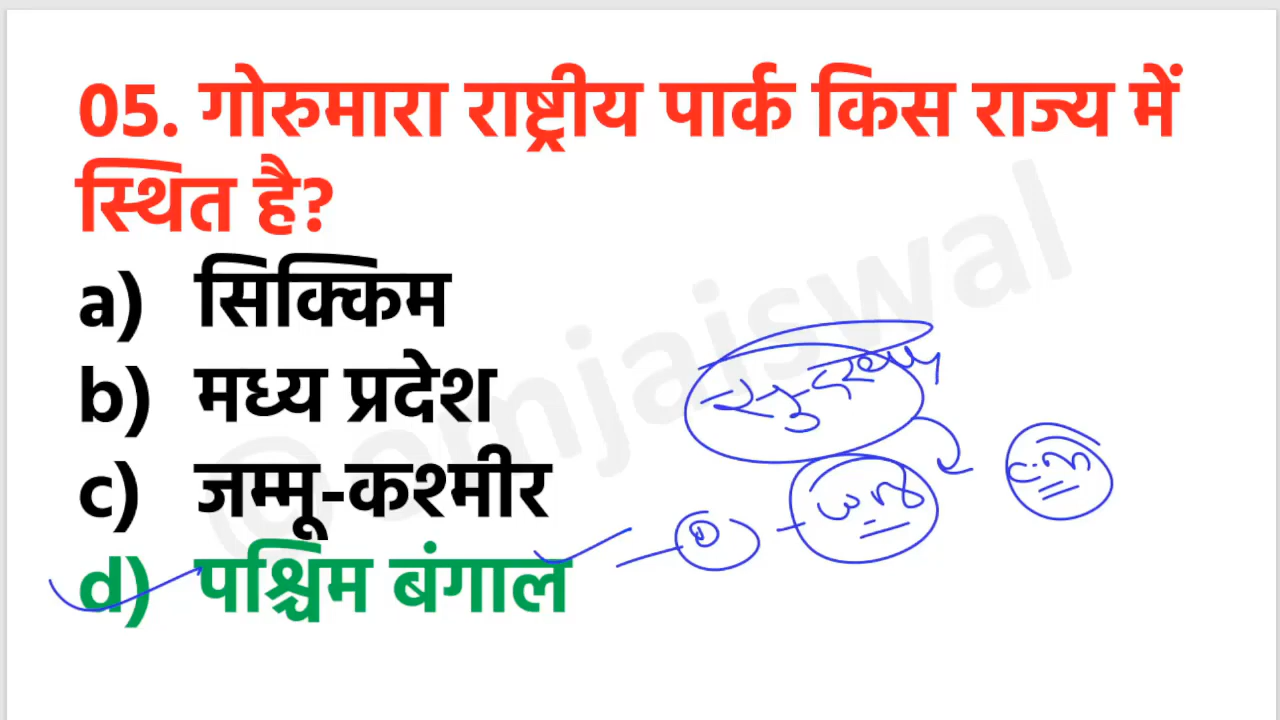 05. गोरुमारा राष्ट्रीय पार्क किस राज्य में
स्थित है?
a) सिक्किम
b) मध्य प्रदेश
c) जम्मू-कश्मीर
d) पश्चिम बंगाल
@omjaiswal